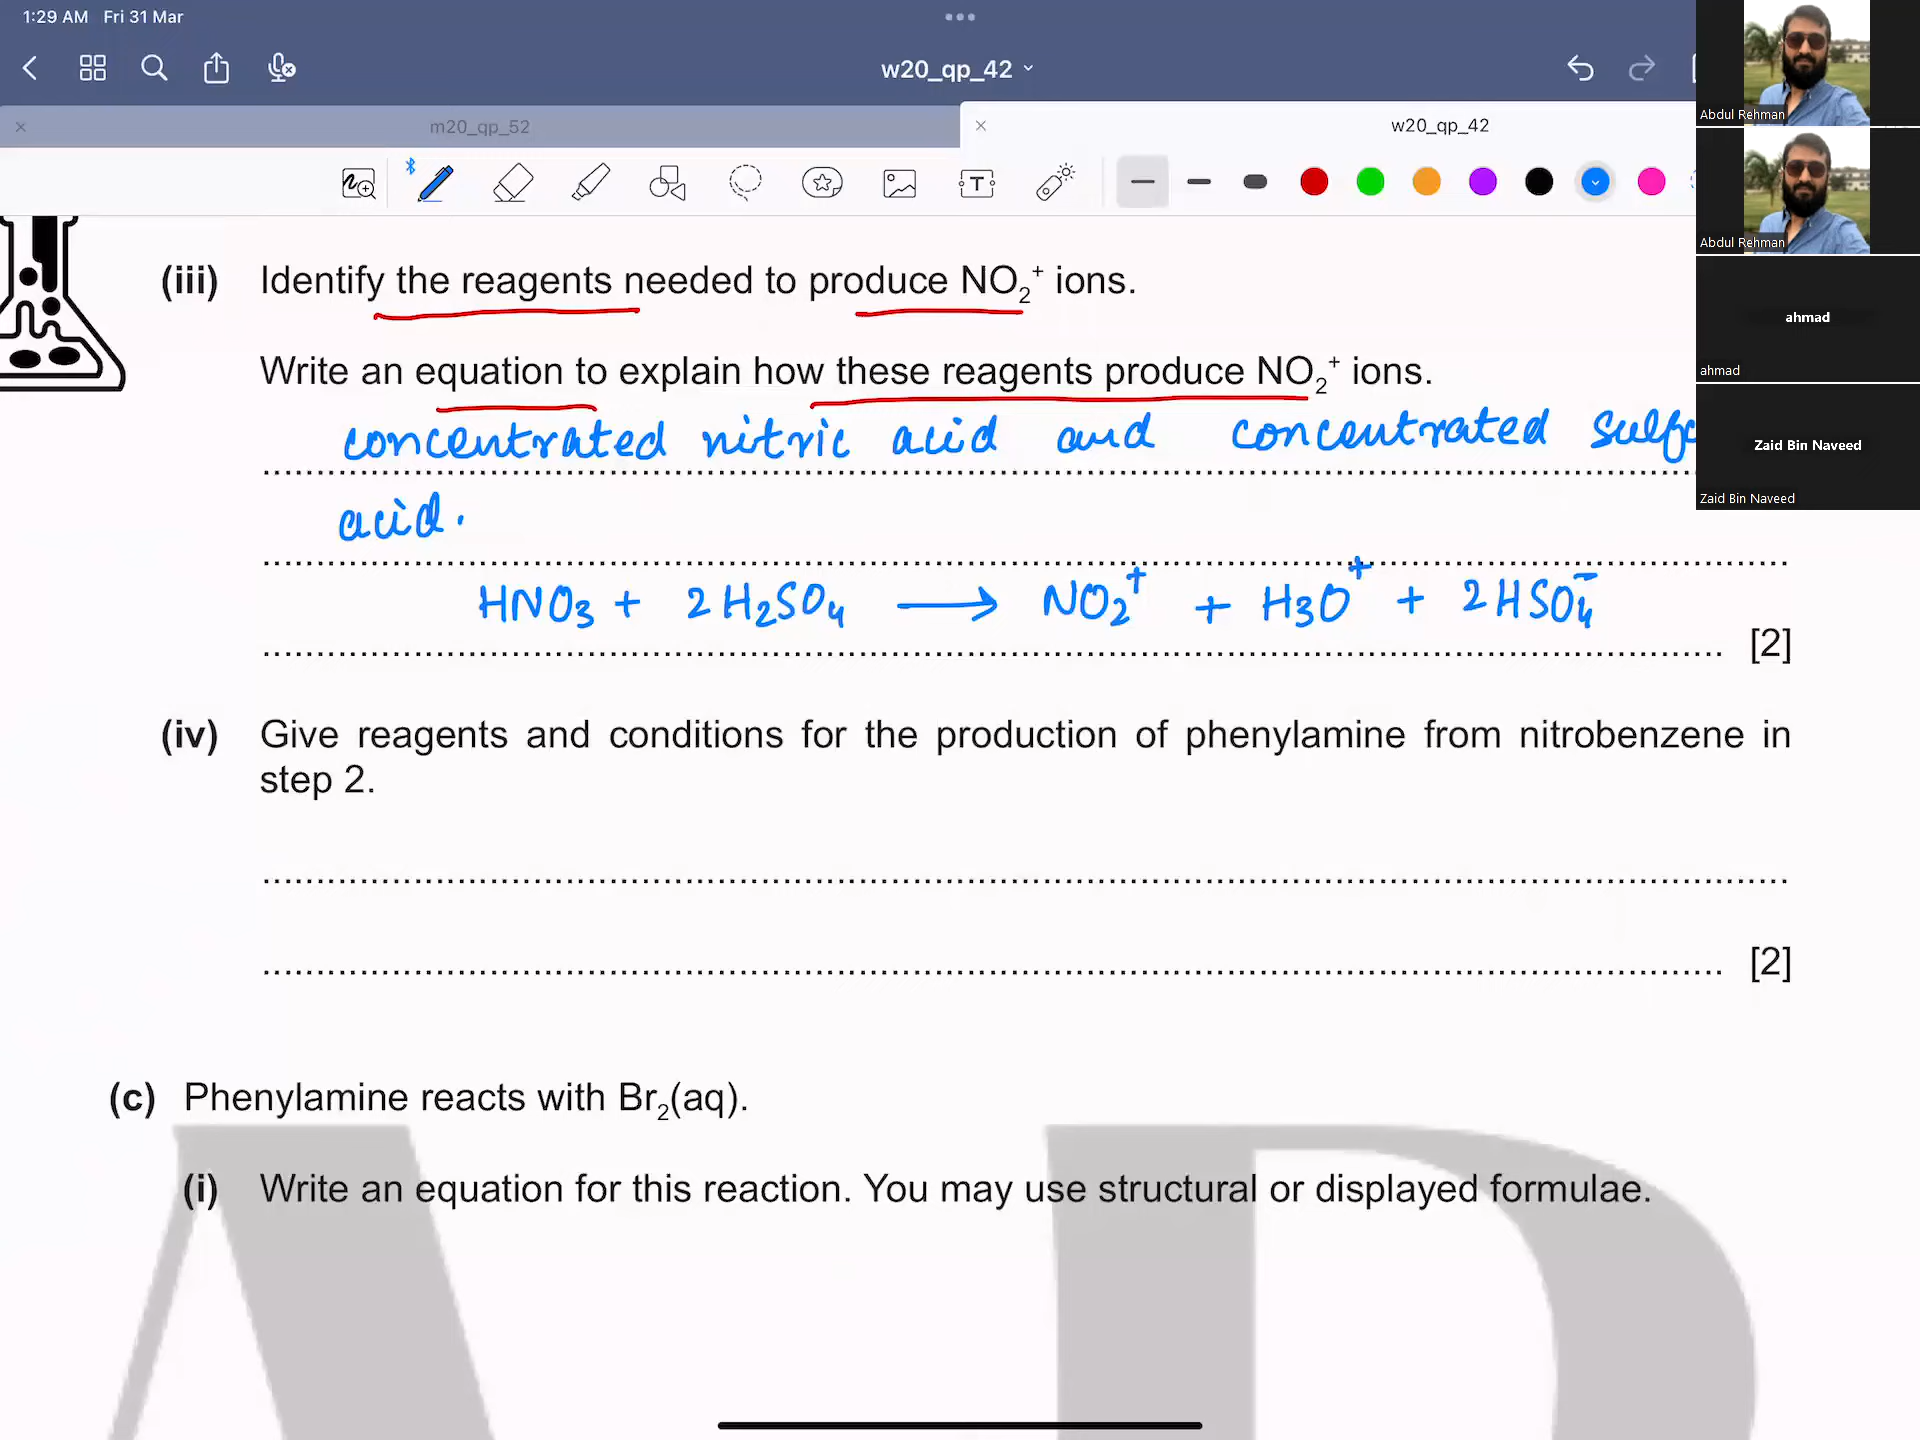 1:29 AM Fri 31 Mar
w20_qp_42
m20_qp_52
w20_qp_42
Abdul Rehman
Abdul Rehman
ahmad
ahmad
Zaid Bin Naveed
Zaid Bin Naveed
(iii) Identify the reagents needed to produce NO₂⁺ ions.
Write an equation to explain how these reagents produce NO₂⁺ ions.
concentrated nitric acid and concentrated
acid.
HNO₃ + 2H₂SO₄ ⟶ NO₂⁺ + H₃O⁺ + 2HSO₄⁻
[2]
(iv) Give reagents and conditions for the production of phenylamine from nitrobenzene in
step 2.
[2]
(c) Phenylamine reacts with Br₂(aq).
(i) Write an equation for this reaction. You may use structural or displayed formulae.